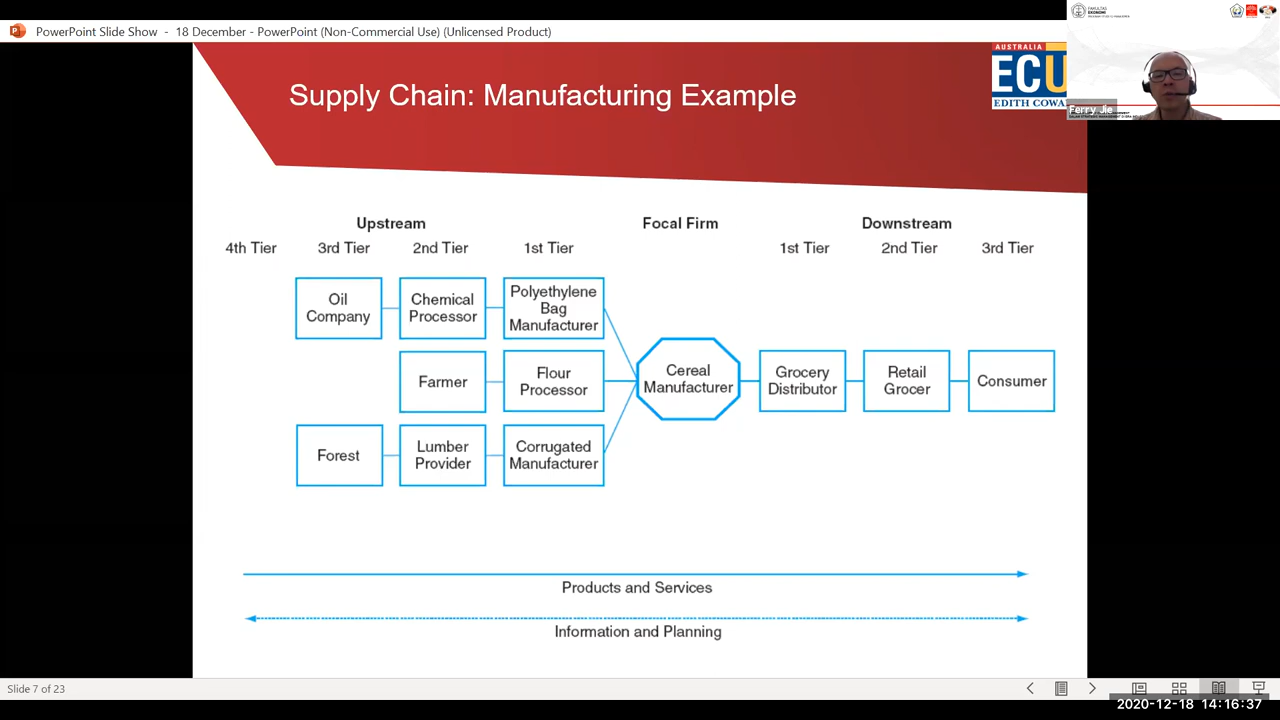 PowerPoint Slide Show - 18 December - PowerPoint (Non-Commercial Use) (Unlicensed Product)
FAKULTAS
EKONOMI
AUSTRALIA
ECU
EDITH COWA
Ferry Jie
Supply Chain: Manufacturing Example
Upstream
Focal Firm
Downstream
4th Tier
3rd Tier
2nd Tier
1st Tier
1st Tier
2nd Tier
3rd Tier
Oil
Company
Chemical
Processor
Polyethylene
Bag
Manufacturer
Farmer
Flour
Processor
Cereal
Manufacturer
Grocery
Distributor
Retail
Grocer
Consumer
Forest
Lumber
Provider
Corrugated
Manufacturer
Products and Services
Information and Planning
Slide 7 of 23
2020-12-18 14:16:37